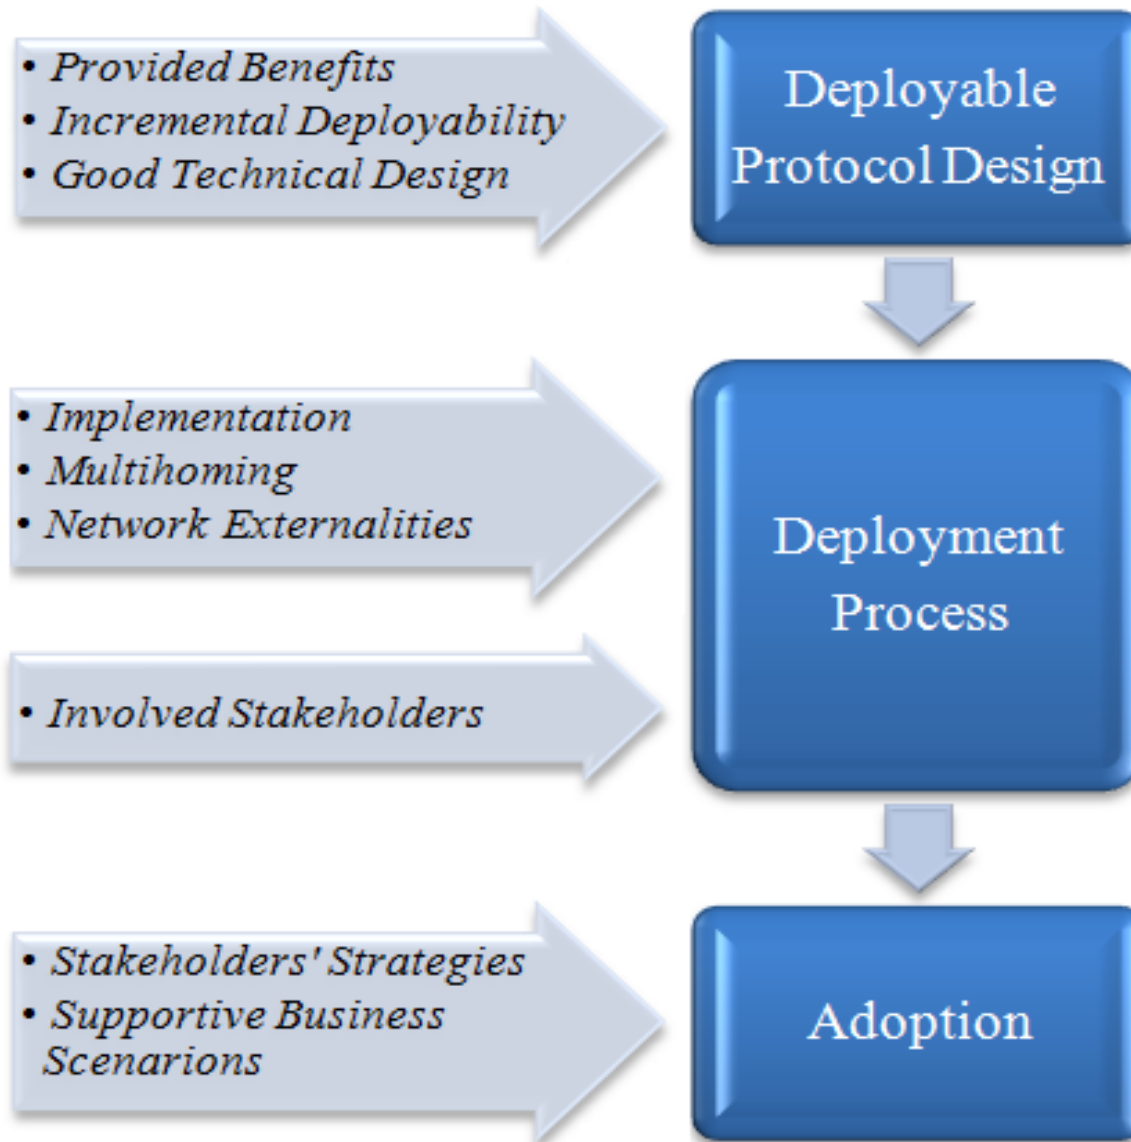 • Provided Benefits
• Incremental Deployability
• Good Technical Design
Deployable
Protocol Design
• Implementation
• Multihoming
• Network Externalities
• Involved Stakeholders
Deployment
Process
• Stakeholders' Strategies
• Supportive Business
Scenarions
Adoption